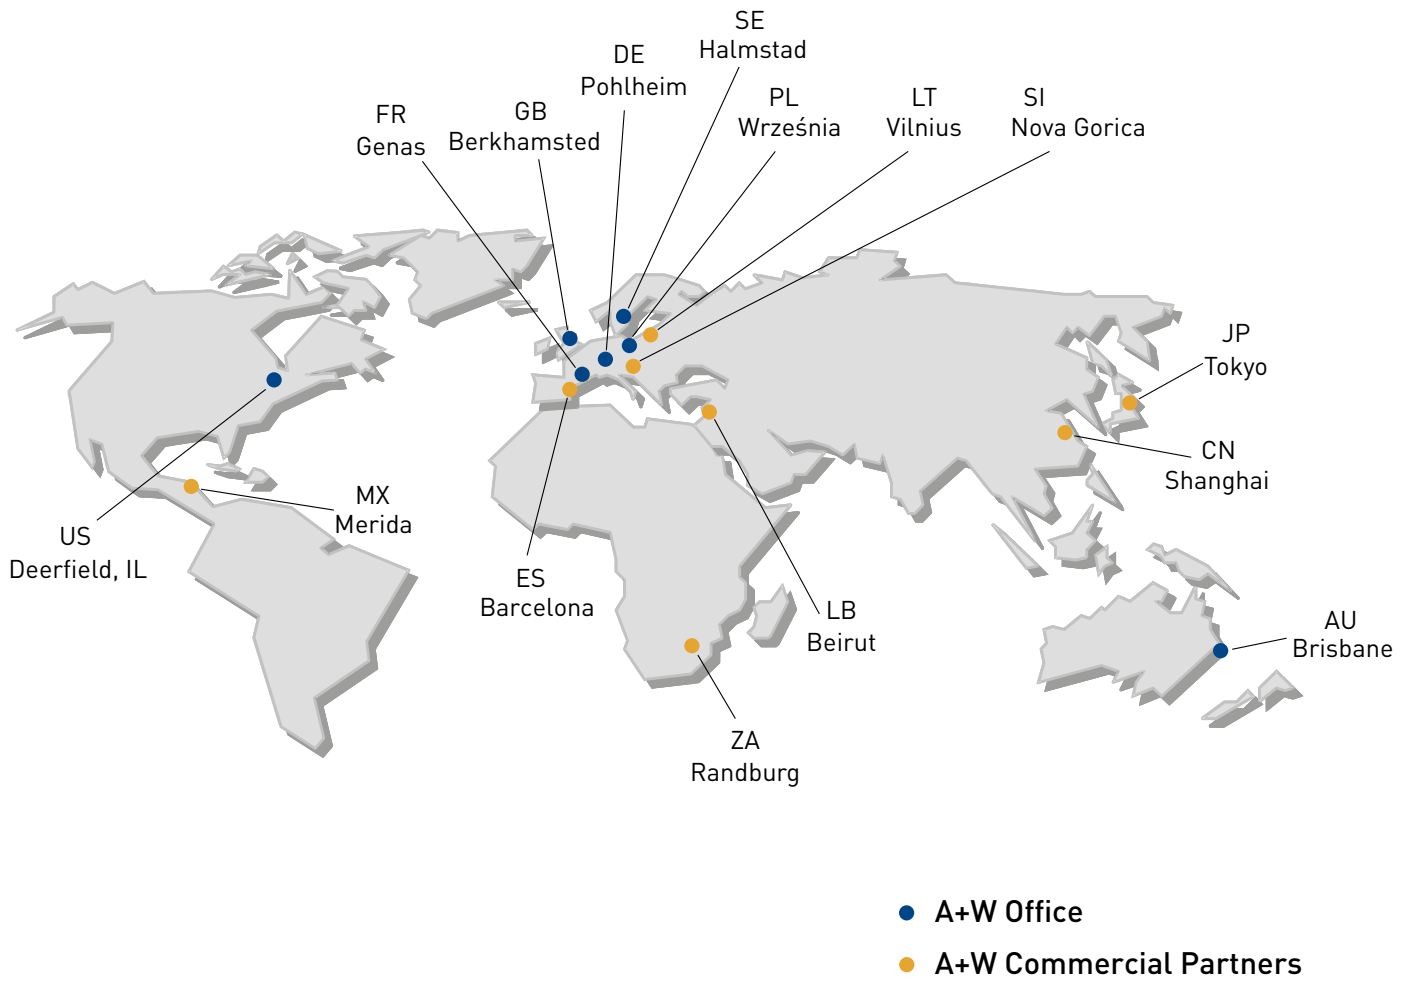 SE
Halmstad
DE
Pohlheim
FR
Genas
GB
Berkhamsted
PL
Września
LT
Vilnius
SI
Nova Gorica
JP
Tokyo
CN
Shanghai
MX
Merida
US
Deerfield, IL
ES
Barcelona
LB
Beirut
AU
Brisbane
ZA
Randburg
A+W Office
A+W Commercial Partners